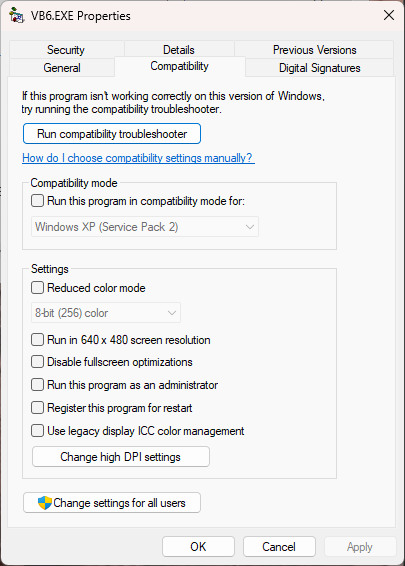 VB6.EXE Properties
Security Details Previous Versions
General Compatibility Digital Signatures
If this program isn't working correctly on this version of Windows,
try running the compatibility troubleshooter.
Run compatibility troubleshooter
How do I choose compatibility settings manually?
Compatibility mode
Run this program in compatibility mode for:
Windows XP (Service Pack 2)
Settings
Reduced color mode
8-bit (256) color
Run in 640 x 480 screen resolution
Disable fullscreen optimizations
Run this program as an administrator
Register this program for restart
Use legacy display ICC color management
Change high DPI settings
Change settings for all users
OK Cancel Apply